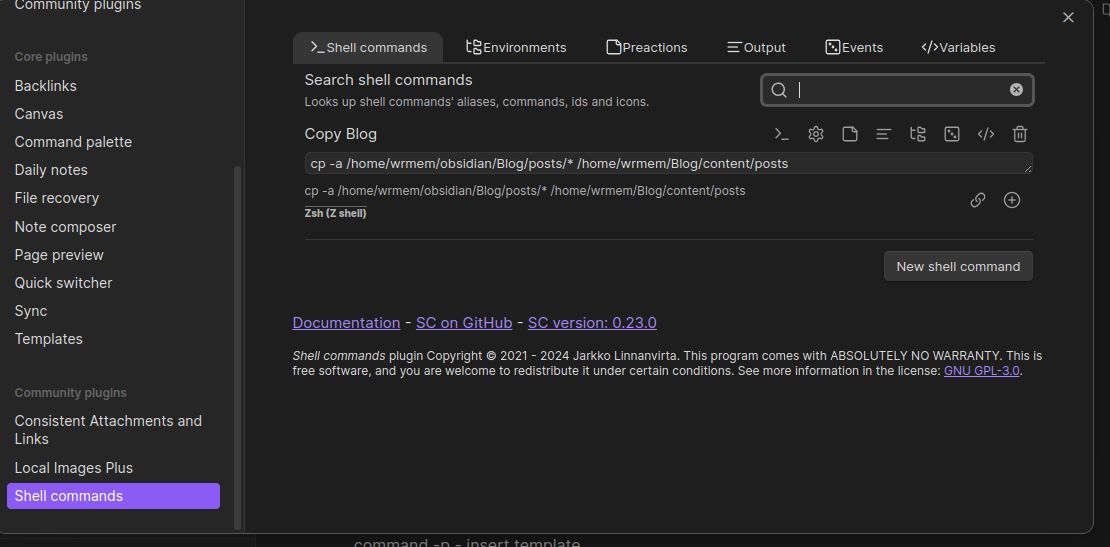 Community plugins
Core plugins
Backlinks
Canvas
Command palette
Daily notes
File recovery
Note composer
Page preview
Quick switcher
Sync
Templates
Community plugins
Consistent Attachments and
Links
Local Images Plus
Shell commands
Shell commands
Environments
Preactions
Output
Events
Variables
Search shell commands
Looks up shell commands' aliases, commands, ids and icons.
Copy Blog
cp -a /home/wrmem/obsidian/Blog/posts/* /home/wrmem/Blog/content/posts
cp -a /home/wrmem/obsidian/Blog/posts/* /home/wrmem/Blog/content/posts
Zsh (Z shell)
New shell command
Documentation - SC on GitHub - SC version: 0.23.0
Shell commands plugin Copyright © 2021 - 2024 Jarkko Linnanvirta. This program comes with ABSOLUTELY NO WARRANTY. This is
free software, and you are welcome to redistribute it under certain conditions. See more information in the license: GNU GPL-3.0.
command -p - insert template